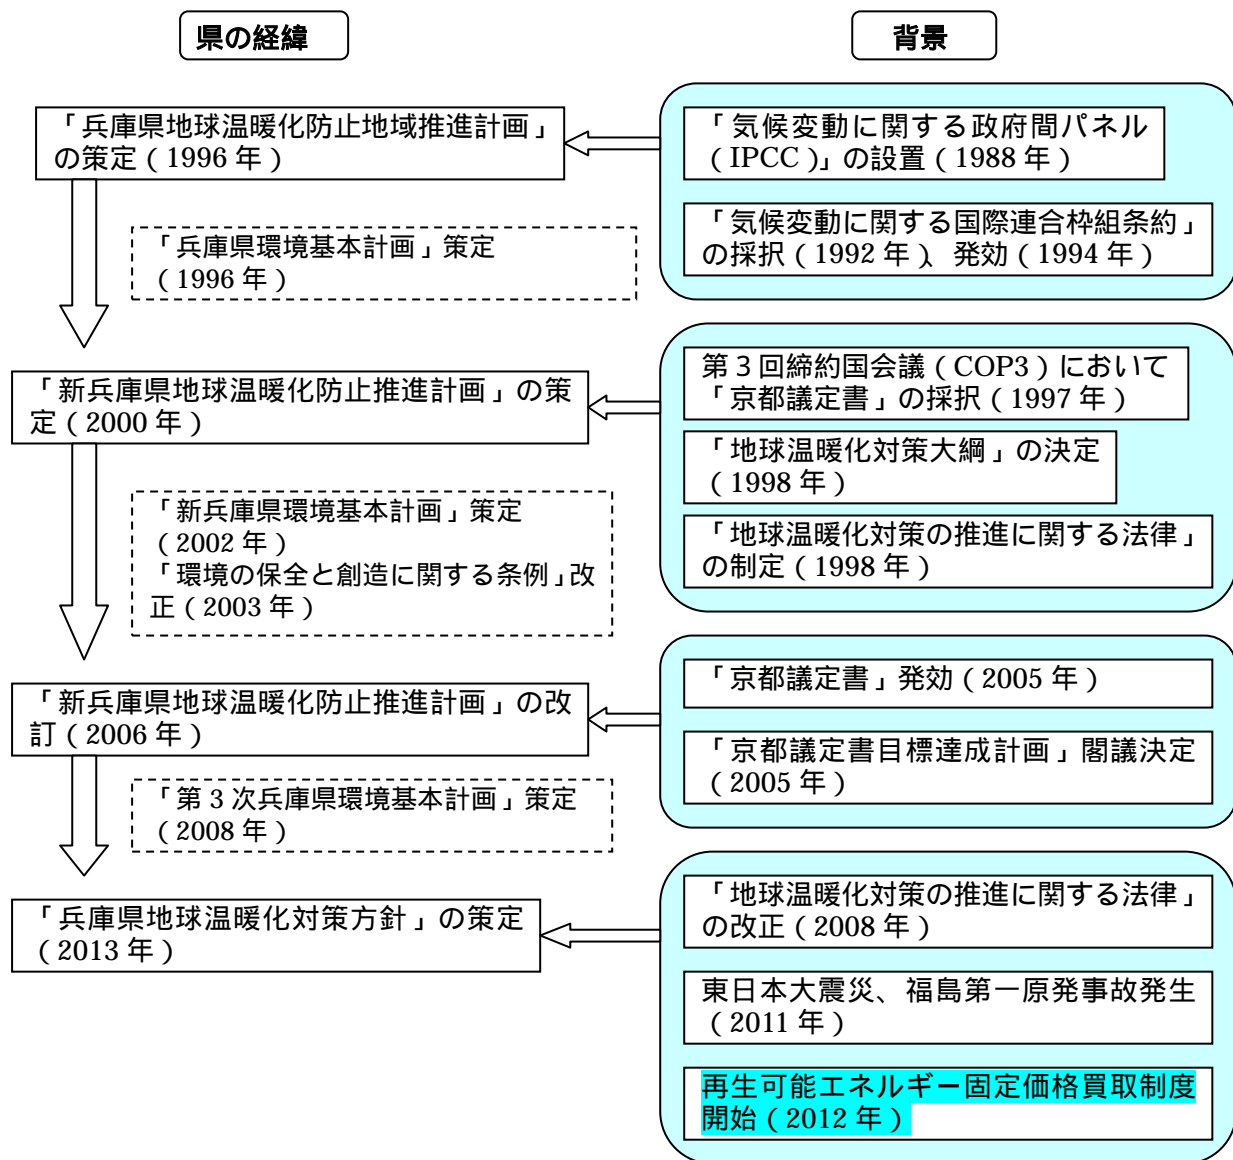 県の経緯
背景
「兵庫県地球温暖化防止地域推進計画」
の策定(1996 年)
「気候変動に関する政府間パネル
(IPCC)」の設置(1988 年)
「気候変動に関する国際連合枠組条約」
の採択(1992 年)、発効(1994 年)
「兵庫県環境基本計画」策定
(1996 年)
「新兵庫県地球温暖化防止推進計画」の策
定(2000 年)
第3回締約国会議(COP3)において
「京都議定書」の採択(1997 年)
「地球温暖化対策大綱」の決定
(1998 年)
「地球温暖化対策の推進に関する法律」
の制定(1998 年)
「新兵庫県環境基本計画」策定
(2002 年)
「環境の保全と創造に関する条例」改
正(2003 年)
「新兵庫県地球温暖化防止推進計画」の改
訂(2006 年)
「京都議定書」発効(2005 年)
「京都議定書目標達成計画」閣議決定
(2005 年)
「第3次兵庫県環境基本計画」策定
(2008 年)
「兵庫県地球温暖化対策方針」の策定
(2013 年)
「地球温暖化対策の推進に関する法律」
の改正(2008 年)
東日本大震災、福島第一原発事故発生
(2011 年)
再生可能エネルギー固定価格買取制度
開始(2012 年)